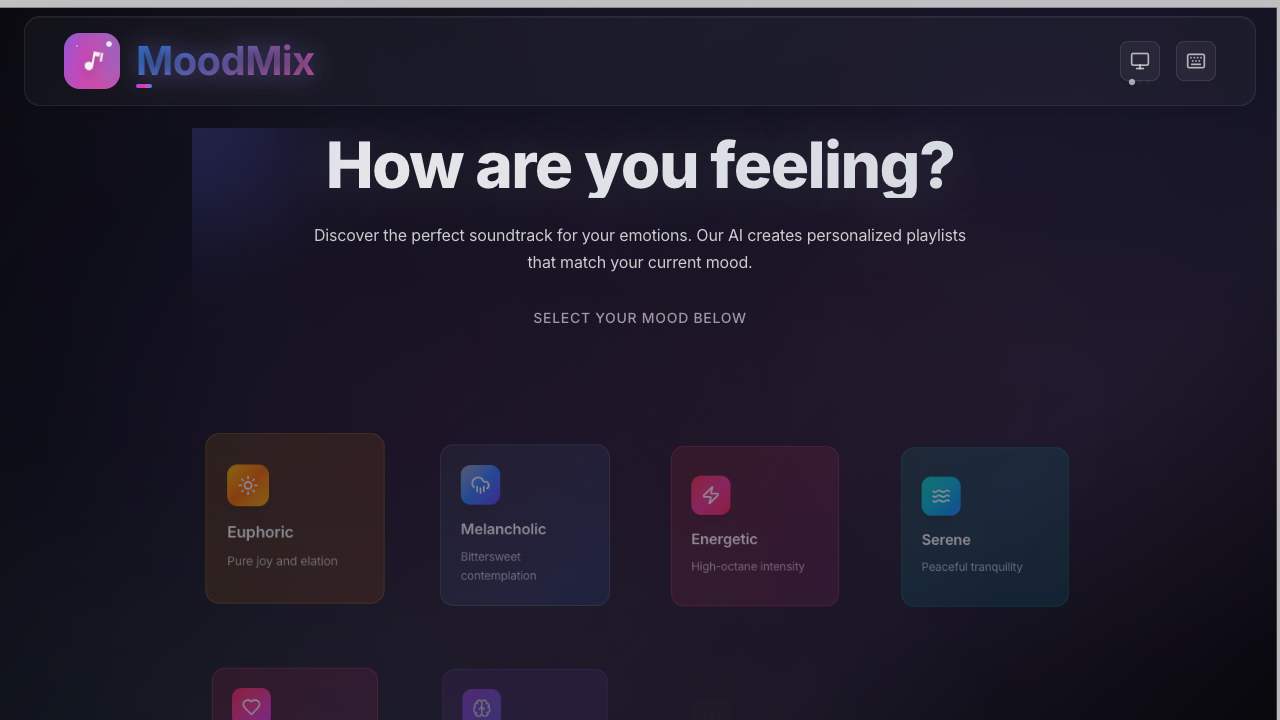 MoodMix
How are you feeling?
Discover the perfect soundtrack for your emotions. Our AI creates personalized playlists
that match your current mood.
SELECT YOUR MOOD BELOW
Euphoric
Pure joy and elation
Melancholic
Bittersweet
contemplation
Energetic
High-octane intensity
Serene
Peaceful tranquility